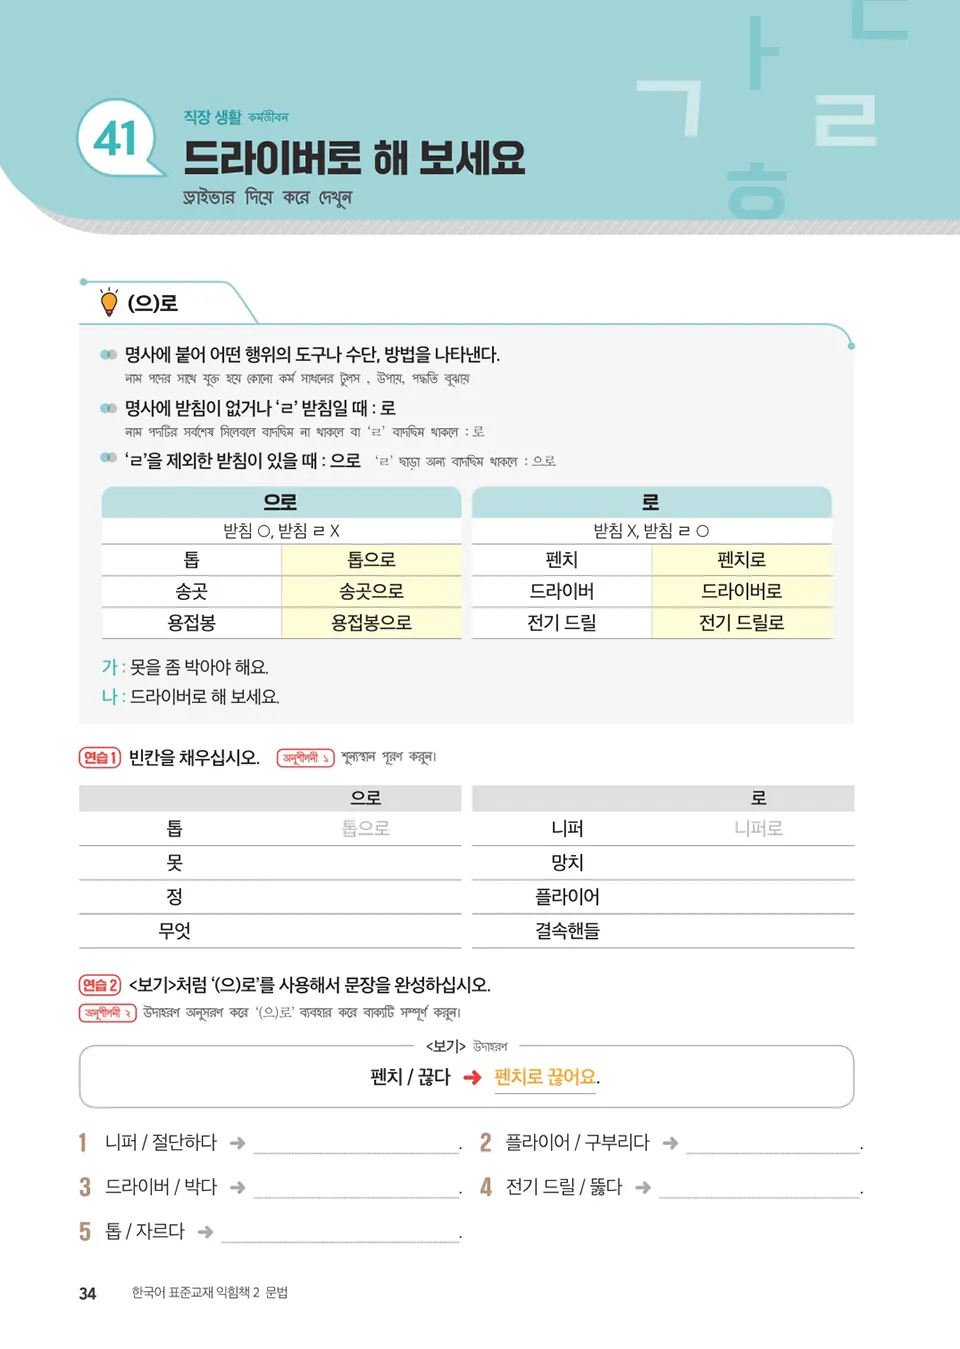 41
직장 생활 কর্মজীবন
드라이버로 해 보세요
ড্রাইভার দিয়ে করে দেখুন
(으)로
명사에 붙어 어떤 행위의 도구나 수단, 방법을 나타낸다.
নাম পদের সাথে যুক্ত হয়ে কোনো কর্ম সাধনের টুলস , উপায়, পদ্ধতি বুঝায়
명사에 받침이 없거나 ‘ㄹ’ 받침일 때 : 로
নাম পদটির সর্বশেষ সিলেবলে বাদছিম না থাকলে বা ‘ㄹ’ বাদছিম থাকলে : 로
‘ㄹ’을 제외한 받침이 있을 때 : 으로 ‘ㄹ’ ছাড়া অন্য বাদছিম থাকলে : 으로
으로 로
받침 ○, 받침 ㄹ X 받침 X, 받침 ㄹ ○
톱 톱으로 펜치 펜치로
송곳 송곳으로 드라이버 드라이버로
용접봉 용접봉으로 전기 드릴 전기 드릴로
가 : 못을 좀 박아야 해요.
나 : 드라이버로 해 보세요.
연습 1 빈칸을 채우십시오. অনুশীলনী ১ শূন্যস্থান পূরণ করুন।
으로 로
톱 톱으로 니퍼 니퍼로
못 망치
정 플라이어
무엇 결속핸들
연습 2 <보기>처럼 ‘(으)로’를 사용해서 문장을 완성하십시오.
অনুশীলনী ২ উদাহরণ অনুসরণ করে ‘(으)로’ ব্যবহার করে বাক্যটি সম্পূর্ণ করুন।
<보기> উদাহরণ
펜치 / 끊다 ➜ 펜치로 끊어요.
1 니퍼 / 절단하다 ➜ . 2 플라이어 / 구부리다 ➜ .
3 드라이버 / 박다 ➜ . 4 전기 드릴 / 뚫다 ➜ .
5 톱 / 자르다 ➜ .
34 한국어 표준교재 익힘책 2 문법